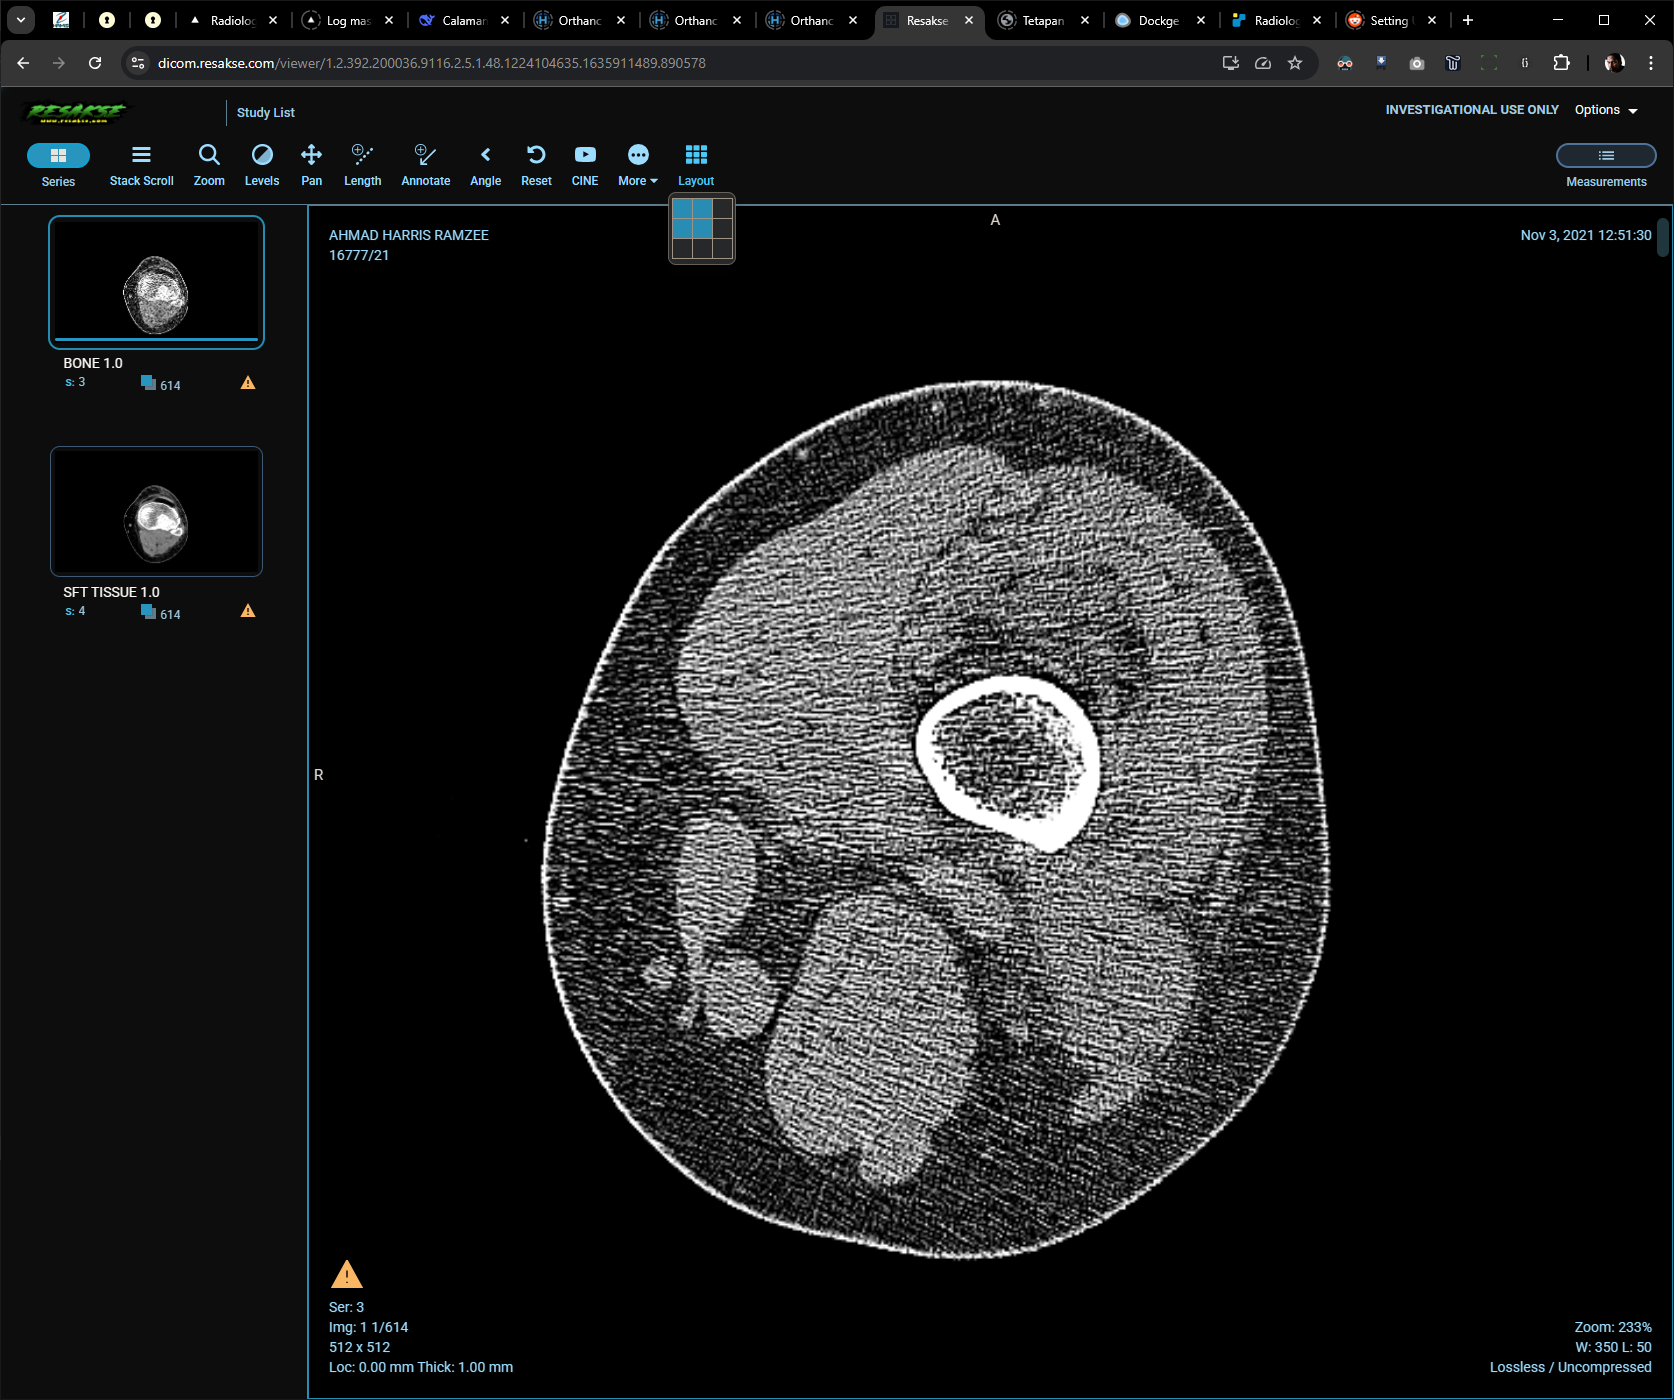 Radiolog
Log mas
Calaman
Orthanc
Orthanc
Orthanc
Resakse
Tetapan
Dockge
Radiolog
Setting
dicom.resakse.com/viewer/1.2.392.200036.9116.2.5.1.48.1224104635.1635911489.890578
RESAKSE
www.resakse.com
Study List
INVESTIGATIONAL USE ONLY
Options
Series
Stack Scroll
Zoom
Levels
Pan
Length
Annotate
Angle
Reset
CINE
More
Layout
Measurements
BONE 1.0
s: 3
614
SFT TISSUE 1.0
s: 4
614
AHMAD HARRIS RAMZEE
16777/21
A
Nov 3, 2021 12:51:30
R
Ser: 3
Img: 1 1/614
512 x 512
Loc: 0.00 mm Thick: 1.00 mm
Zoom: 233%
W: 350 L: 50
Lossless / Uncompressed